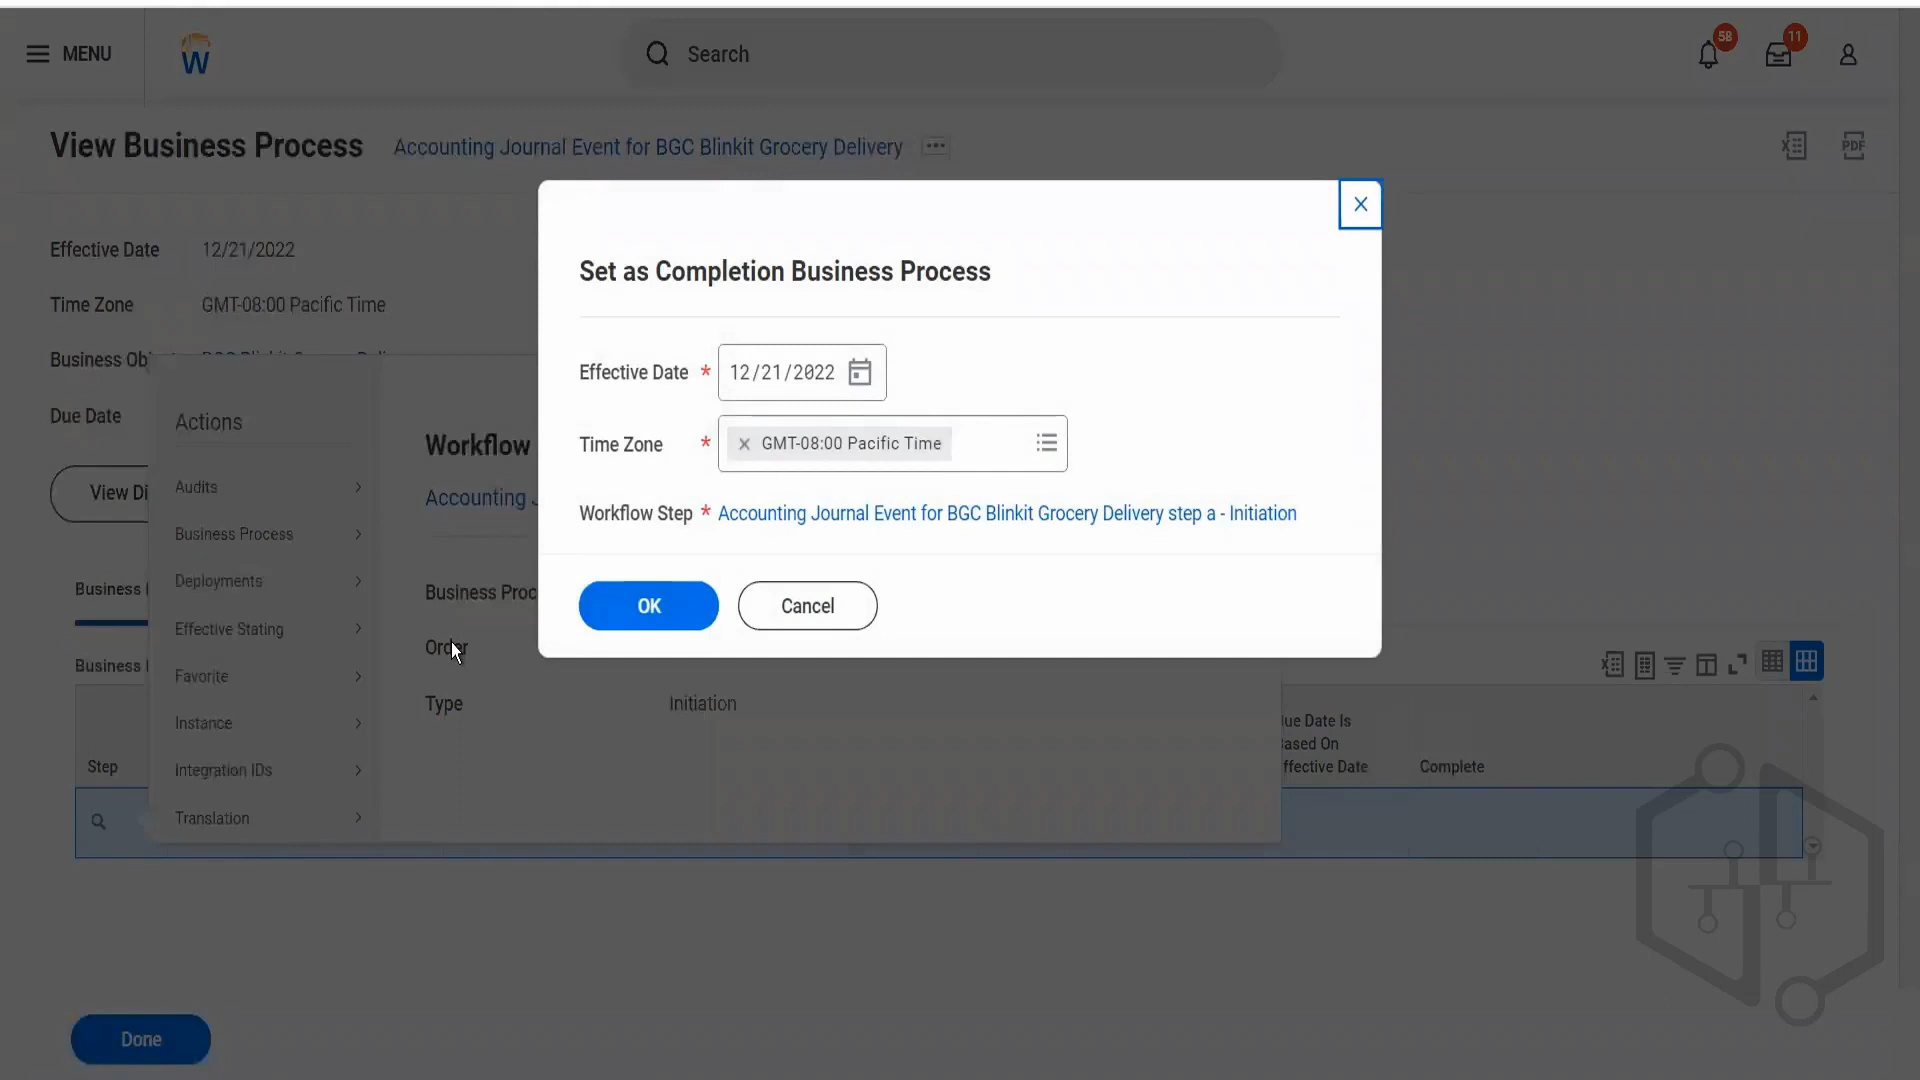 MENU
W
Search
58
11
View Business Process
Accounting Journal Event for BGC Blinkit Grocery Delivery
PDF
Effective Date 12/21/2022
Time Zone GMT-08:00 Pacific Time
Business Obj
Due Date
View Di
Business
Business
Step
Actions
Audits
Business Process
Deployments
Effective Stating
Favorite
Instance
Integration IDs
Translation
Workflow
Accounting J
Business Proc
Order
Type Initiation
Set as Completion Business Process
Effective Date * 12/21/2022
Time Zone * GMT-08:00 Pacific Time
Workflow Step * Accounting Journal Event for BGC Blinkit Grocery Delivery step a - Initiation
OK Cancel
ue Date Is
ased On
ffective Date
Complete
Done